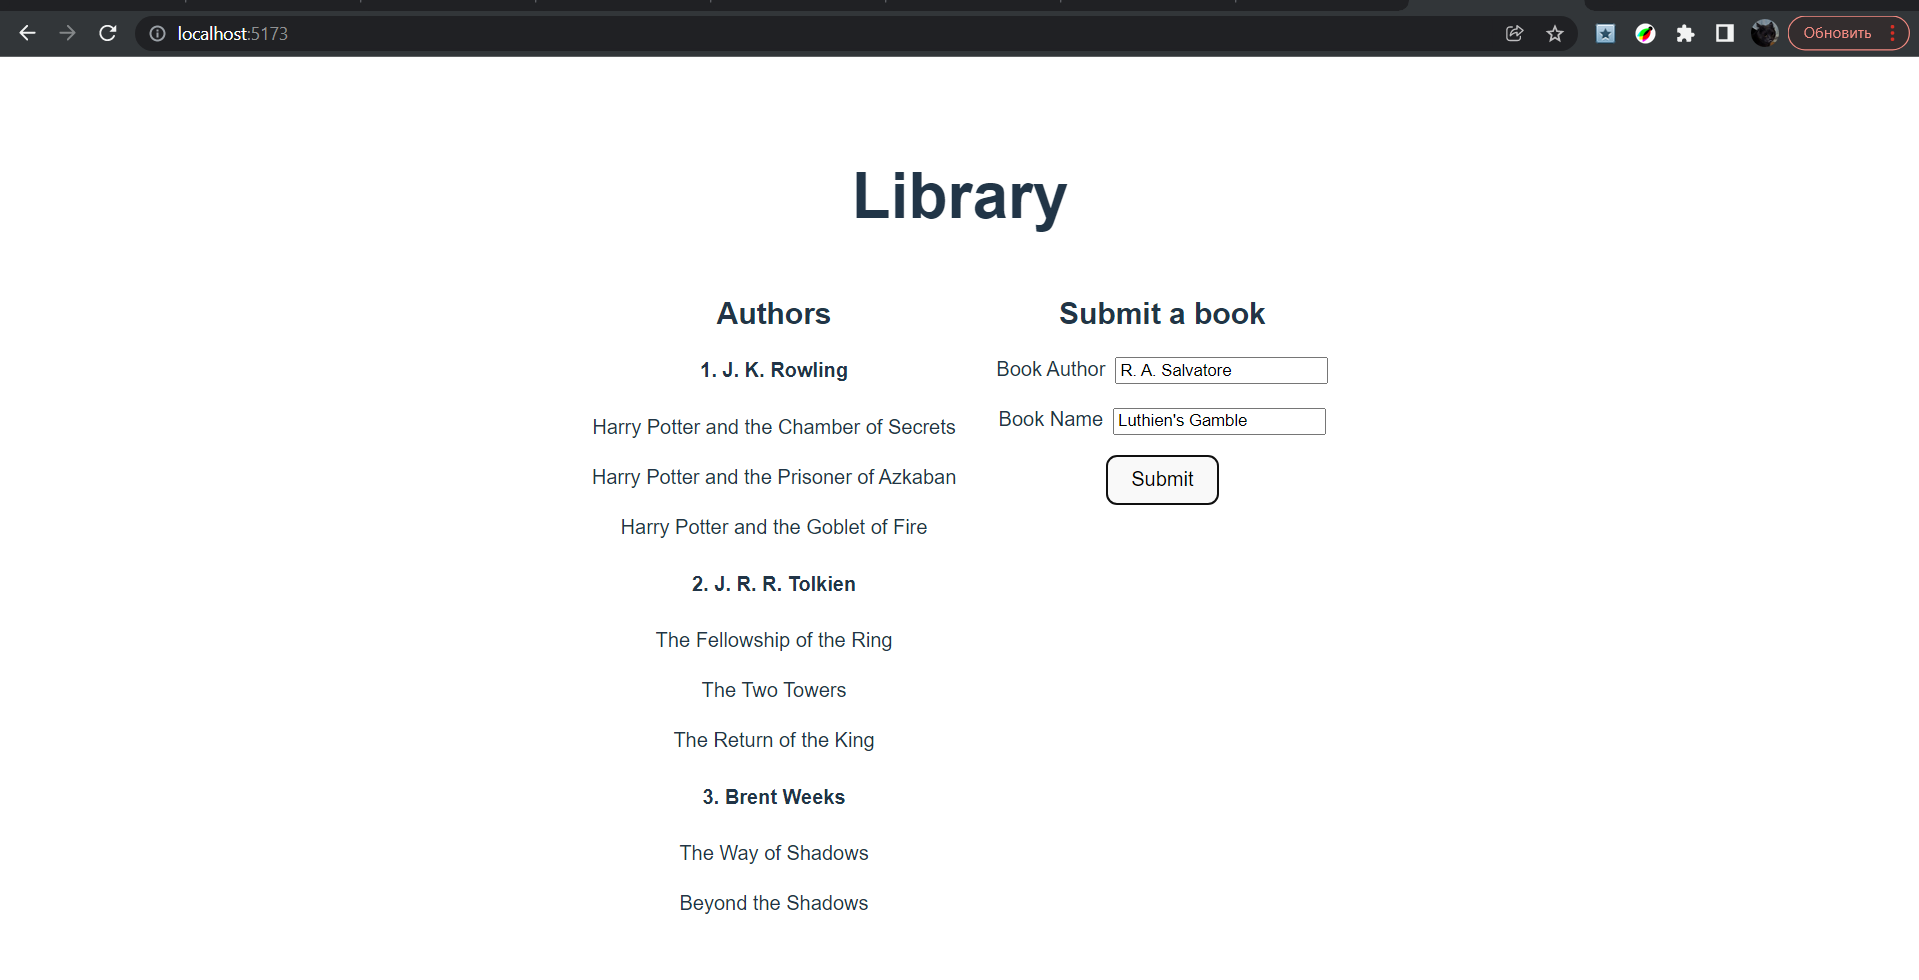 localhost:5173
Обновить
Library
Authors
1. J. K. Rowling
Harry Potter and the Chamber of Secrets
Harry Potter and the Prisoner of Azkaban
Harry Potter and the Goblet of Fire
2. J. R. R. Tolkien
The Fellowship of the Ring
The Two Towers
The Return of the King
3. Brent Weeks
The Way of Shadows
Beyond the Shadows
Submit a book
Book Author R. A. Salvatore
Book Name Luthien's Gamble
Submit